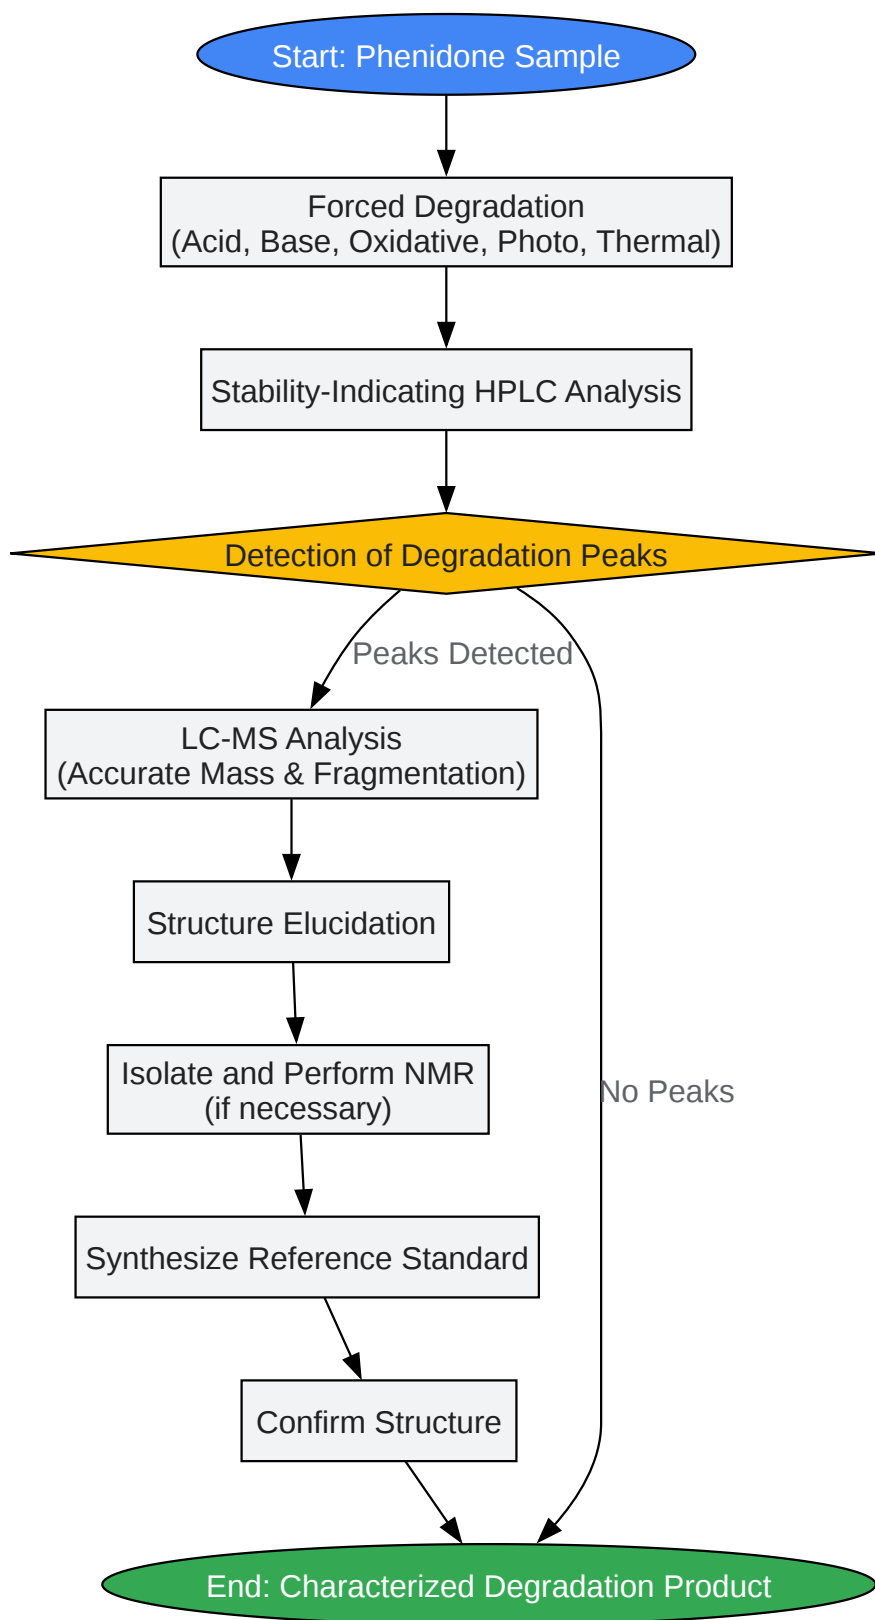 Start: Phenidone Sample
Forced Degradation
(Acid, Base, Oxidative, Photo, Thermal)
Stability-Indicating HPLC Analysis
Detection of Degradation Peaks
Peaks Detected
LC-MS Analysis
(Accurate Mass & Fragmentation)
Structure Elucidation
Isolate and Perform NMR
(if necessary)
No Peaks
Synthesize Reference Standard
Confirm Structure
End: Characterized Degradation Product